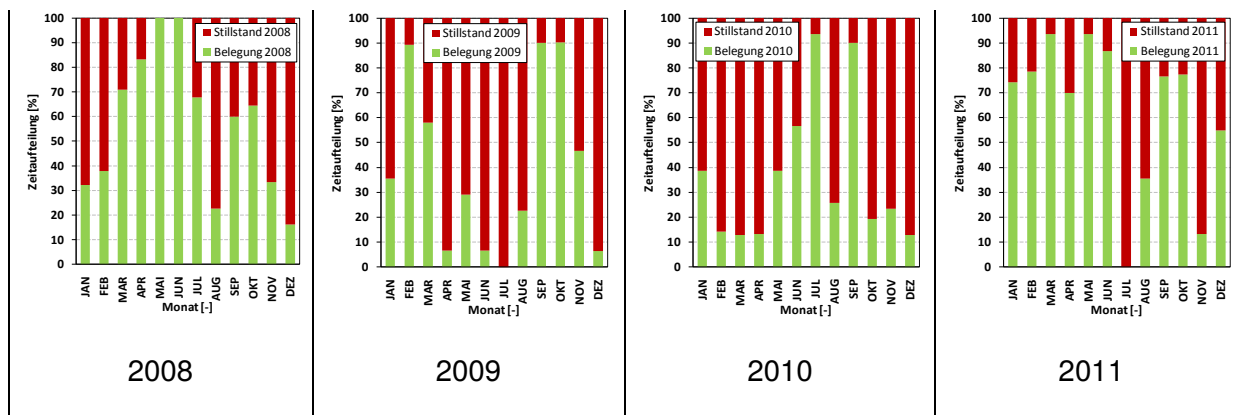 Zeitaufteilung [%]
100
90
80
70
60
50
40
30
20
10
0
Stillstand 2008
Belegung 2008
JAN FEB MAR APR MAI JUN JUL AUG SEP OKT NOV DEZ
Monat [-]
2008
Zeitaufteilung [%]
100
90
80
70
60
50
40
30
20
10
0
Stillstand 2009
Belegung 2009
JAN FEB MAR APR MAI JUN JUL AUG SEP OKT NOV DEZ
Monat [-]
2009
Zeitaufteilung [%]
100
90
80
70
60
50
40
30
20
10
0
Stillstand 2010
Belegung 2010
JAN FEB MAR APR MAI JUN JUL AUG SEP OKT NOV DEZ
Monat [-]
2010
Zeitaufteilung [%]
100
90
80
70
60
50
40
30
20
10
0
Stillstand 2011
Belegung 2011
JAN FEB MAR APR MAI JUN JUL AUG SEP OKT NOV DEZ
Monat [-]
2011